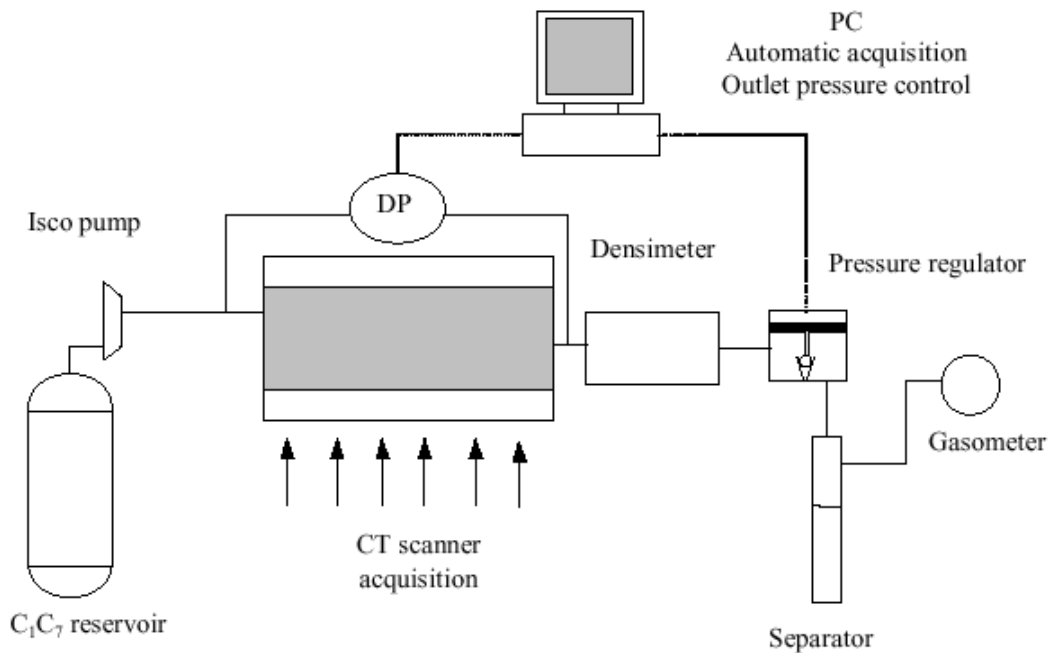 PC
Automatic acquisition
Outlet pressure control
DP
Isco pump
Densimeter
Pressure regulator
Gasometer
CT scanner
acquisition
C₁C₇ reservoir
Separator